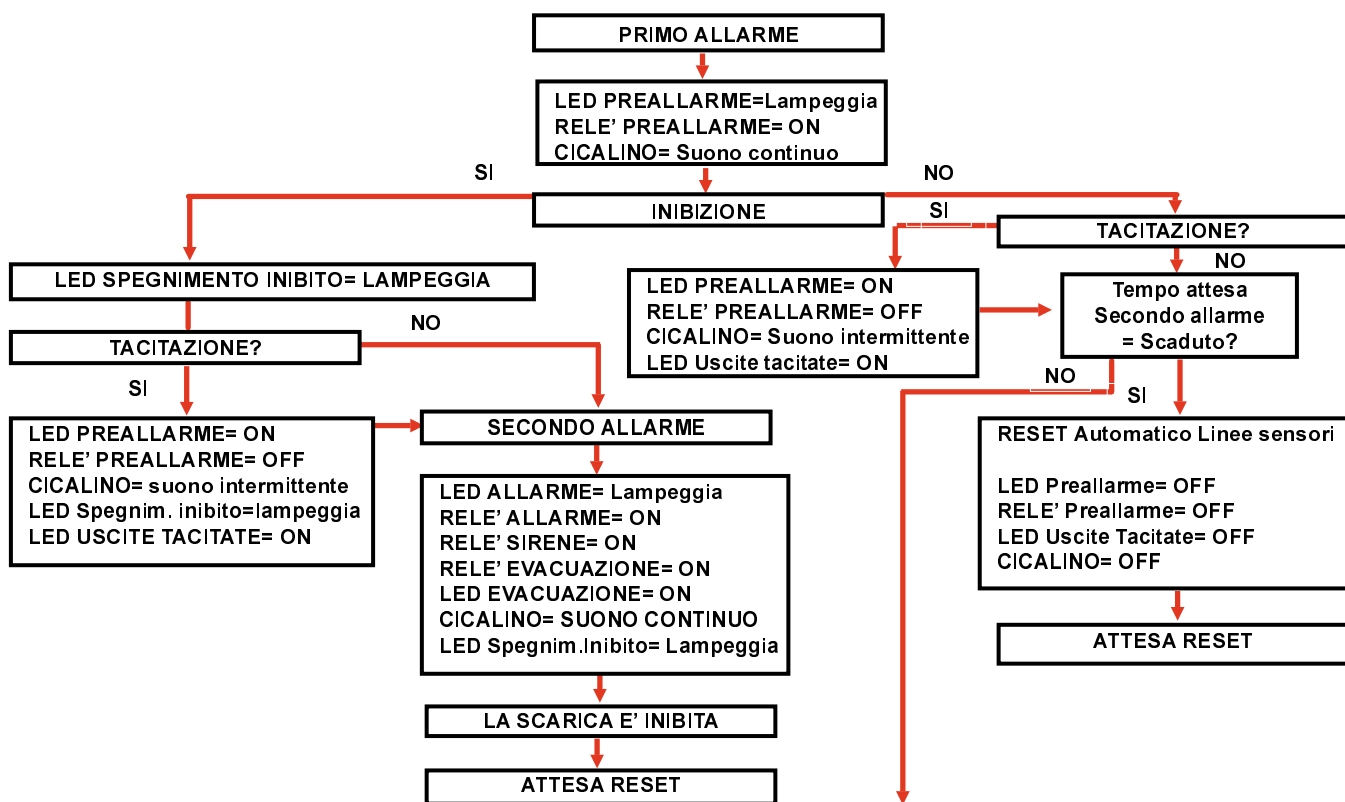 PRIMO ALLARME
LED PREALLARME=Lampeggia
RELE' PREALLARME= ON
CICALINO= Suono continuo
SI
NO
INIBIZIONE
SI
TACITAZIONE?
NO
LED SPEGNIMENTO INIBITO= LAMPEGGIA
LED PREALLARME= ON
RELE' PREALLARME= OFF
CICALINO= Suono intermittente
LED Uscite tacitate= ON
Tempo attesa
Secondo allarme
= Scaduto?
NO
TACITAZIONE?
SI
NO
SI
LED PREALLARME= ON
RELE' PREALLARME= OFF
CICALINO= suono intermittente
LED Spegnim. inibito=lampeggia
LED USCITE TACITATE= ON
SECONDO ALLARME
RESET Automatico Linee sensori
LED Preallarme= OFF
RELE' Preallarme= OFF
LED Uscite Tacitate= OFF
CICALINO= OFF
LED ALLARME= Lampeggia
RELE' ALLARME= ON
RELE' SIRENE= ON
RELE' EVACUAZIONE= ON
LED EVACUAZIONE= ON
CICALINO= SUONO CONTINUO
LED Spegnim.Inibito= Lampeggia
ATTESA RESET
LA SCARICA E' INIBITA
ATTESA RESET